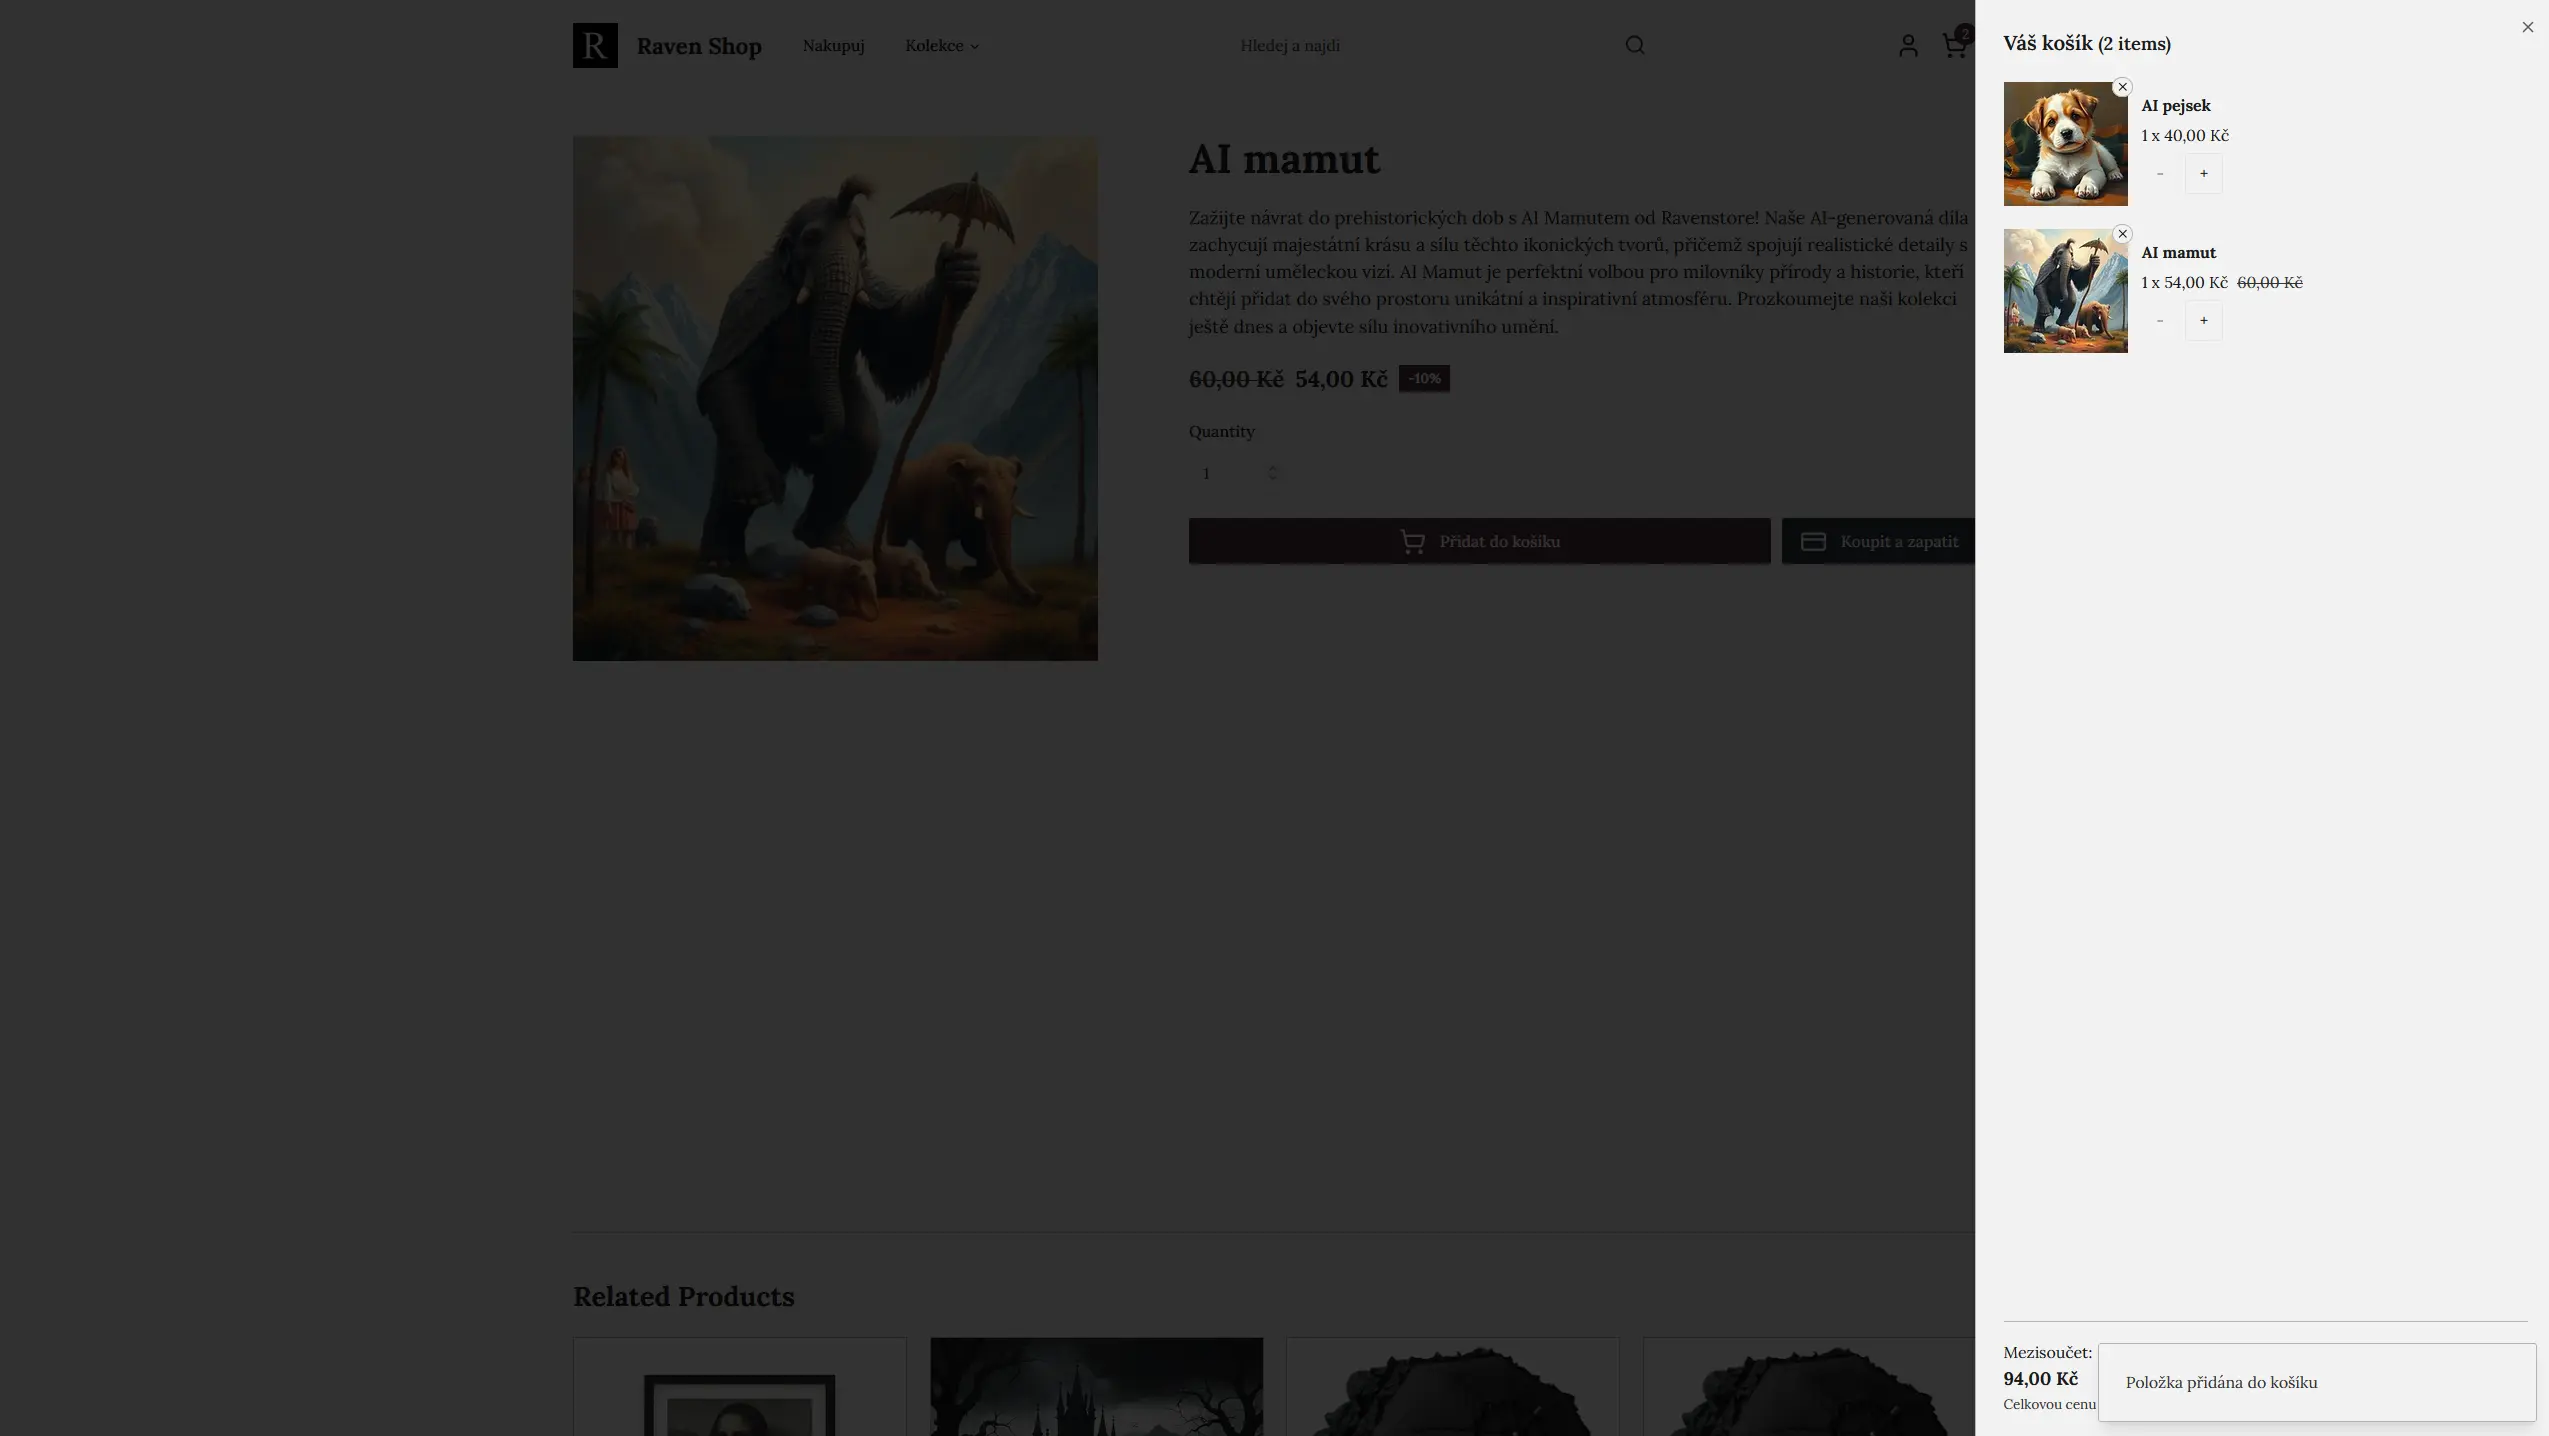 R
Raven Shop
Nakupuj
Kolekce
Hledej a najdi
2
AI mamut
Zažijte návrat do prehistorických dob s AI Mamutem od Ravenstore! Naše AI-generovaná díla
zachycují majestátní krásu a sílu těchto ikonických tvorů, přičemž spojují realistické detaily s
moderní uměleckou vizí. AI Mamut je perfektní volbou pro milovníky přírody a historie, kteří
chtějí přidat do svého prostoru unikátní a inspirativní atmosféru. Prozkoumejte naši kolekci
ještě dnes a objevte sílu inovativního umění.
60,00 Kč 54,00 Kč -10%
Quantity
1
Přidat do košíku
Koupit a zapatit
Related Products
Váš košík (2 items)
AI pejsek
1 x 40,00 Kč
- +
AI mamut
1 x 54,00 Kč 60,00 Kč
- +
Mezisoučet:
94,00 Kč
Celkovou cenu
Položka přidána do košíku